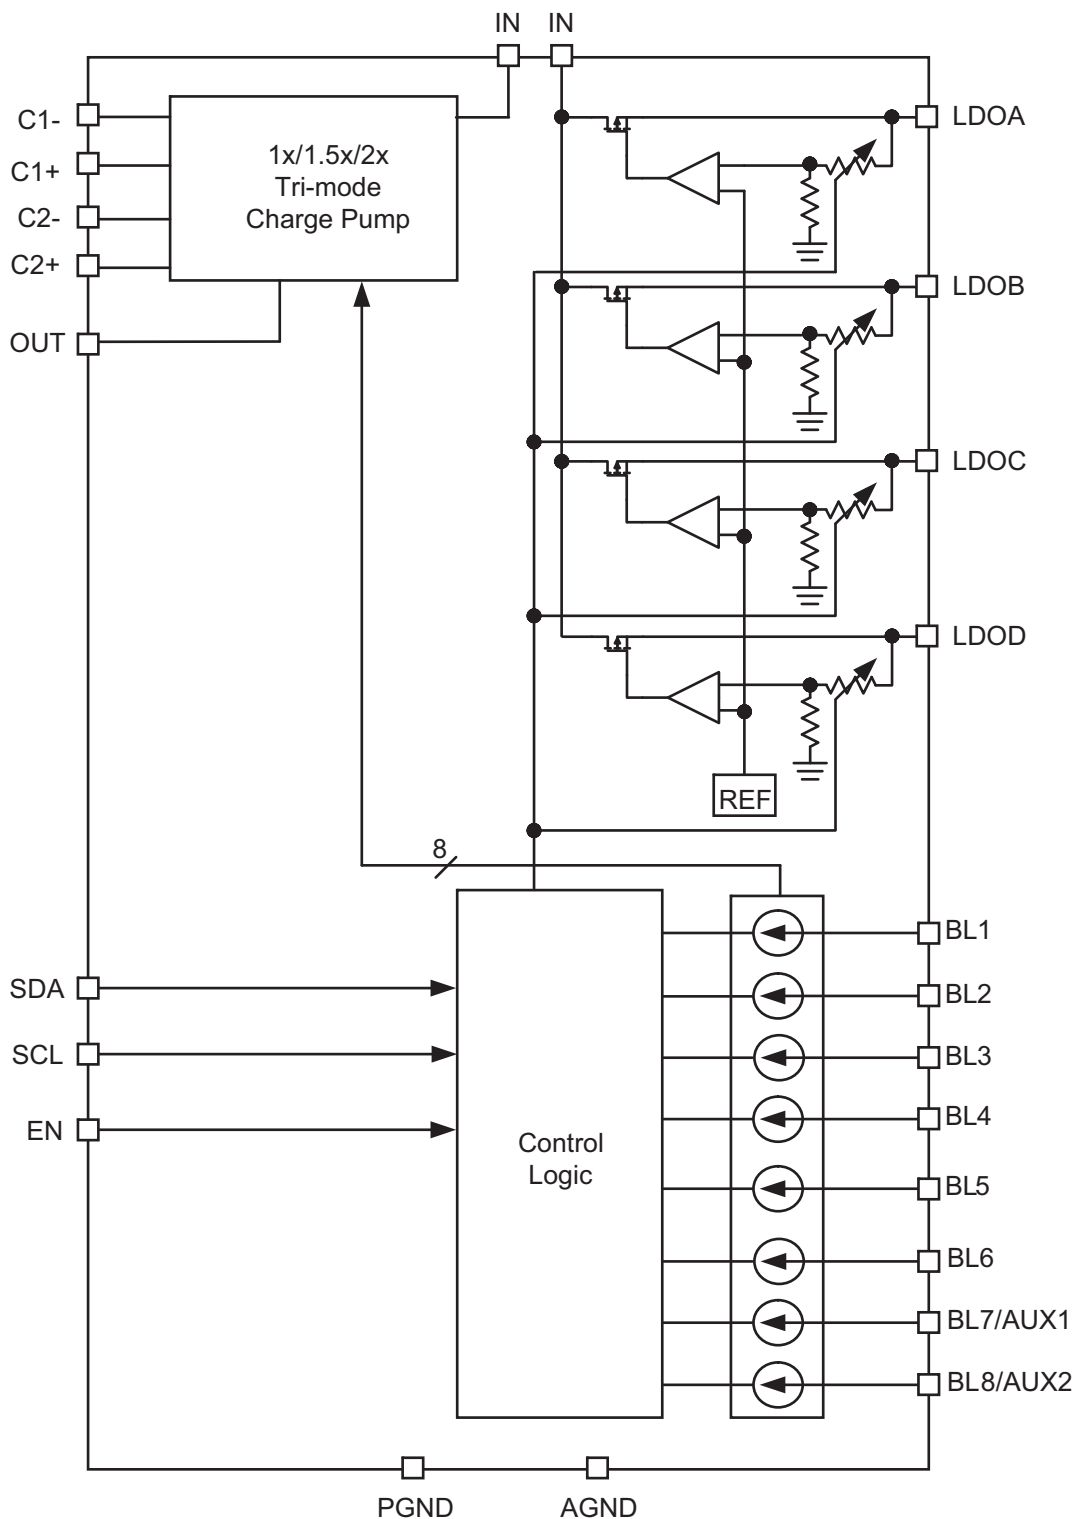 IN IN
C1-
C1+
C2-
C2+
OUT
1x/1.5x/2x
Tri-mode
Charge Pump
LDOA
LDOB
LDOC
LDOD
REF
8
SDA
SCL
EN
Control
Logic
BL1
BL2
BL3
BL4
BL5
BL6
BL7/AUX1
BL8/AUX2
PGND AGND